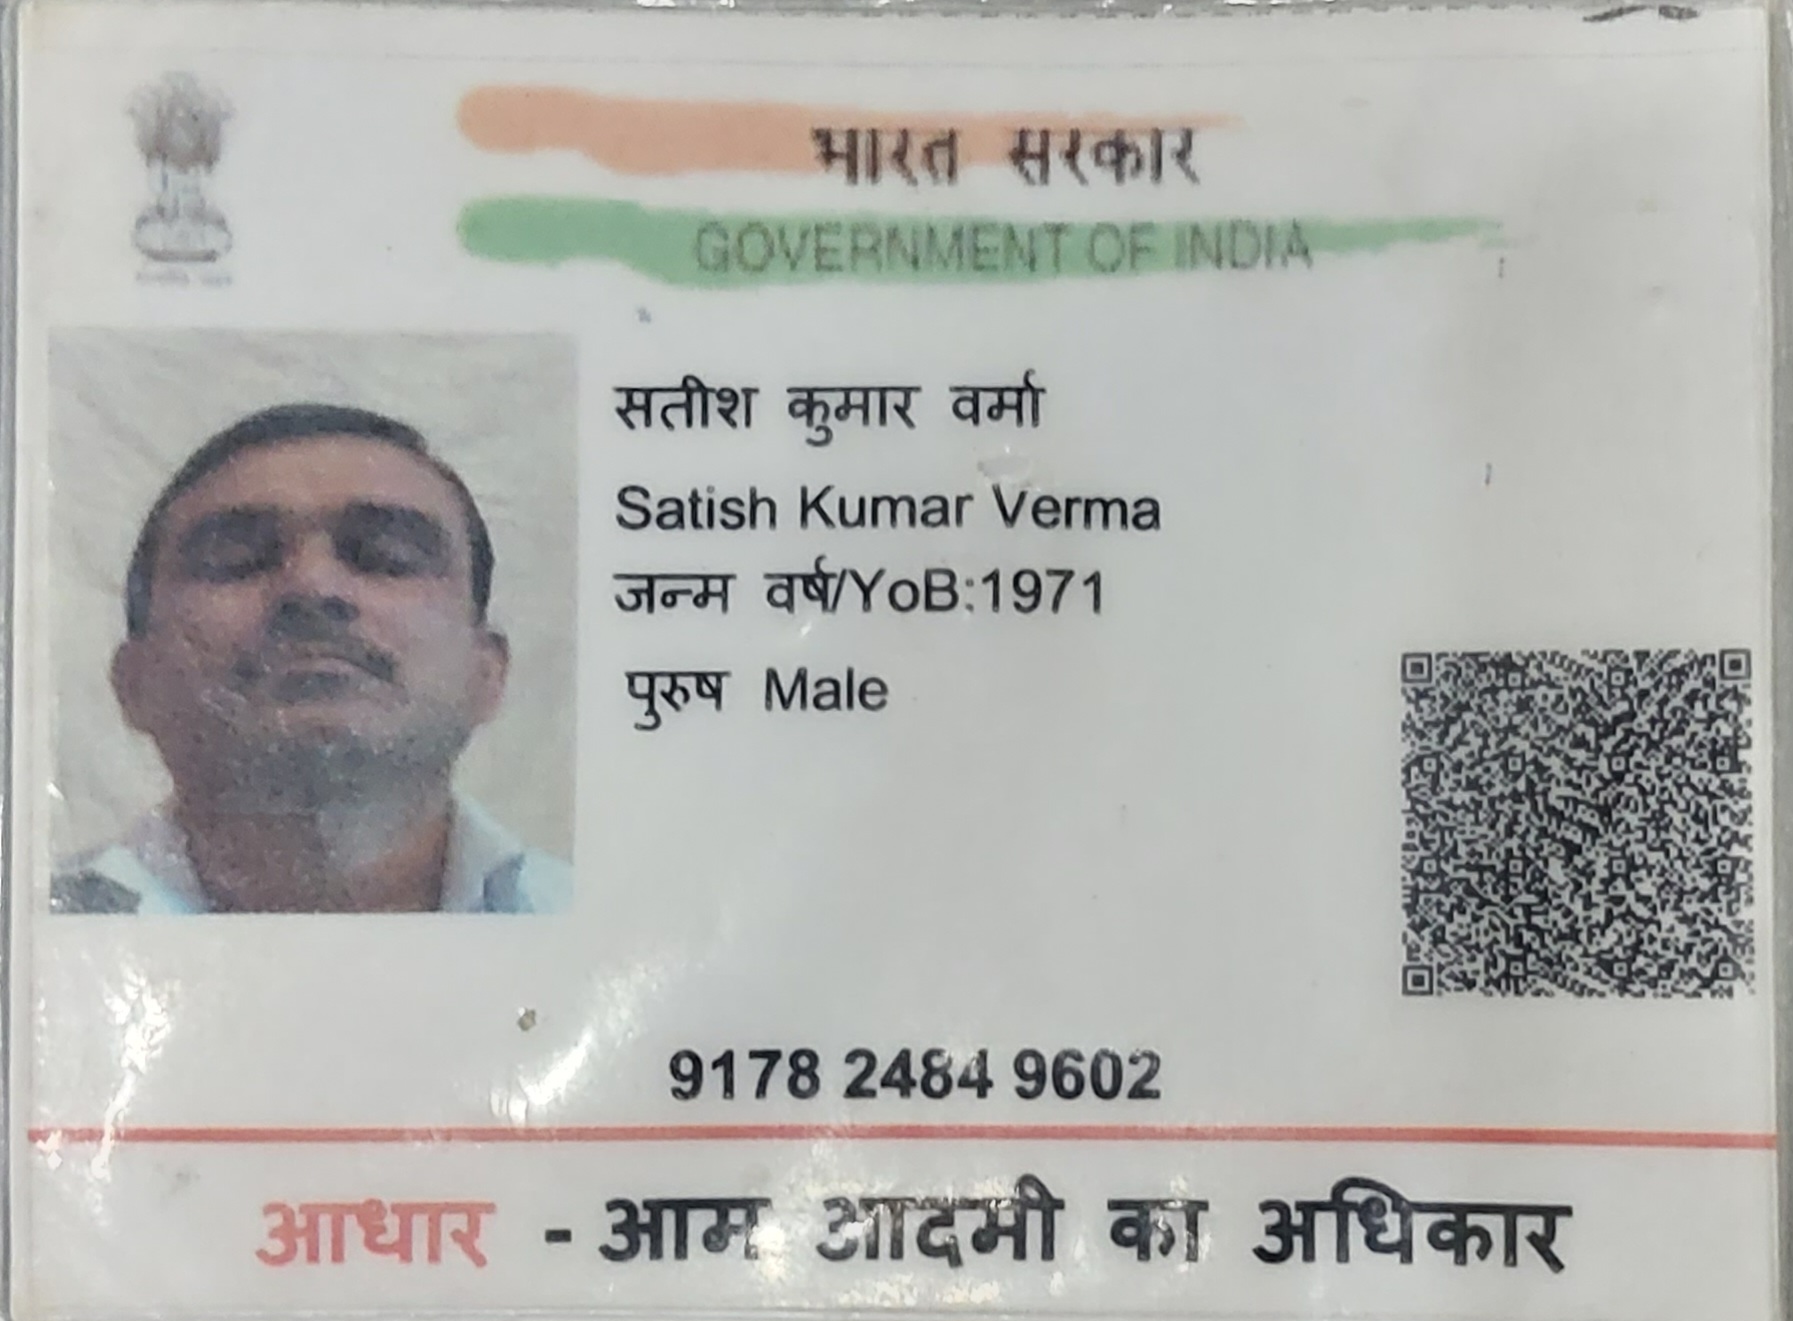 भारत सरकार
GOVERNMENT OF INDIA
सतीश कुमार वर्मा
Satish Kumar Verma
जन्म वर्ष/YoB:1971
पुरुष Male
9178 2484 9602
आधार - आम आदमी का अधिकार